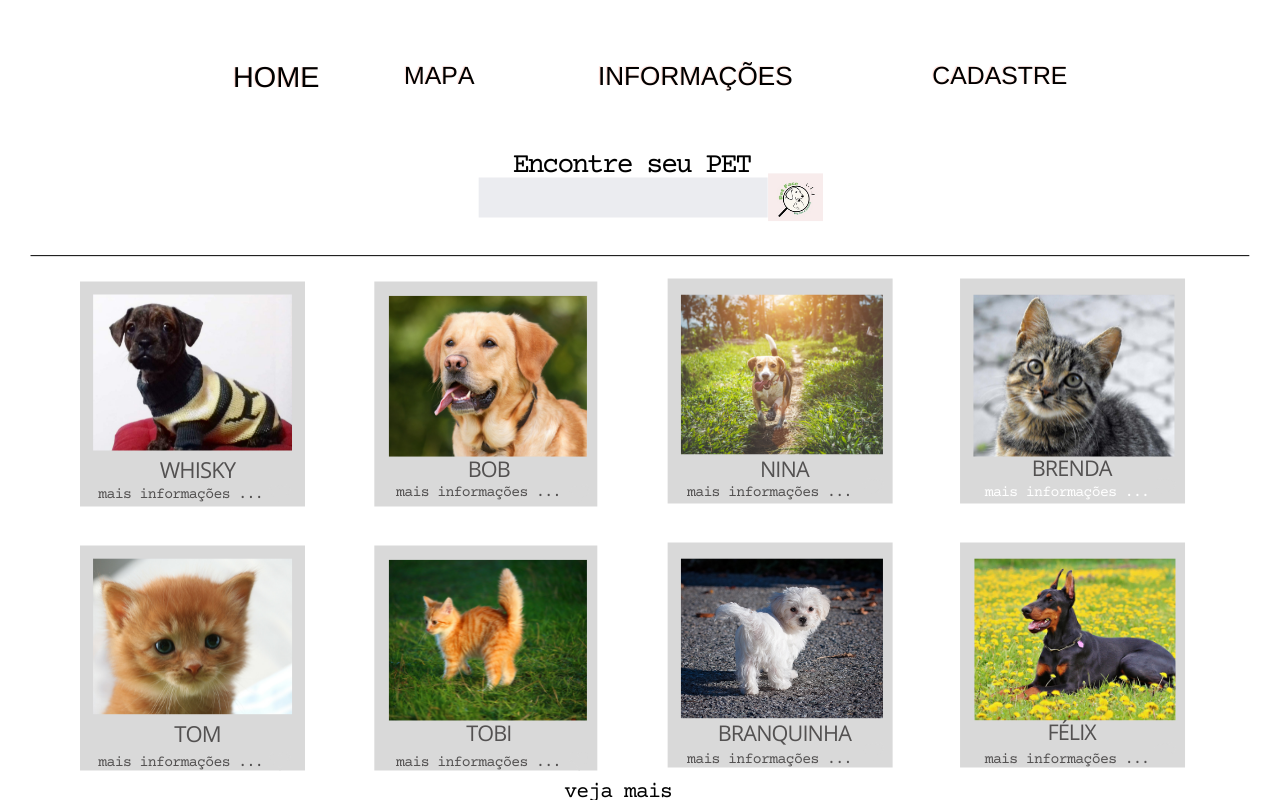 HOME MAPA INFORMAÇÕES CADASTRE
Encontre seu PET
WHISKY BOB NINA BRENDA
mais informações ... mais informações ... mais informações ... mais informações ...
TOM TOBI BRANQUINHA FÉLIX
mais informações ... mais informações ... mais informações ... mais informações ...
veja mais